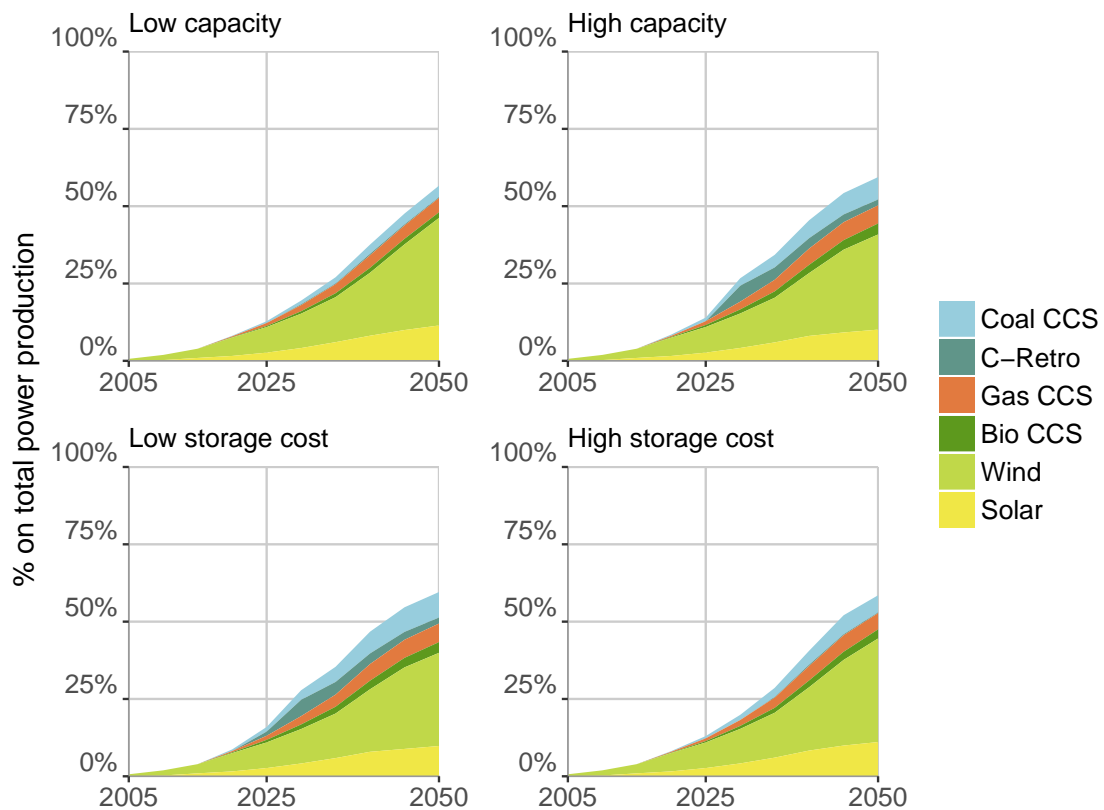 Low capacity
High capacity
100%
75%
50%
25%
0%
2005
2025
2050
100%
75%
50%
25%
0%
2005
2025
2050
% on total power production
Low storage cost
High storage cost
100%
75%
50%
25%
0%
2005
2025
2050
100%
75%
50%
25%
0%
2005
2025
2050
Coal CCS
C−Retro
Gas CCS
Bio CCS
Wind
Solar